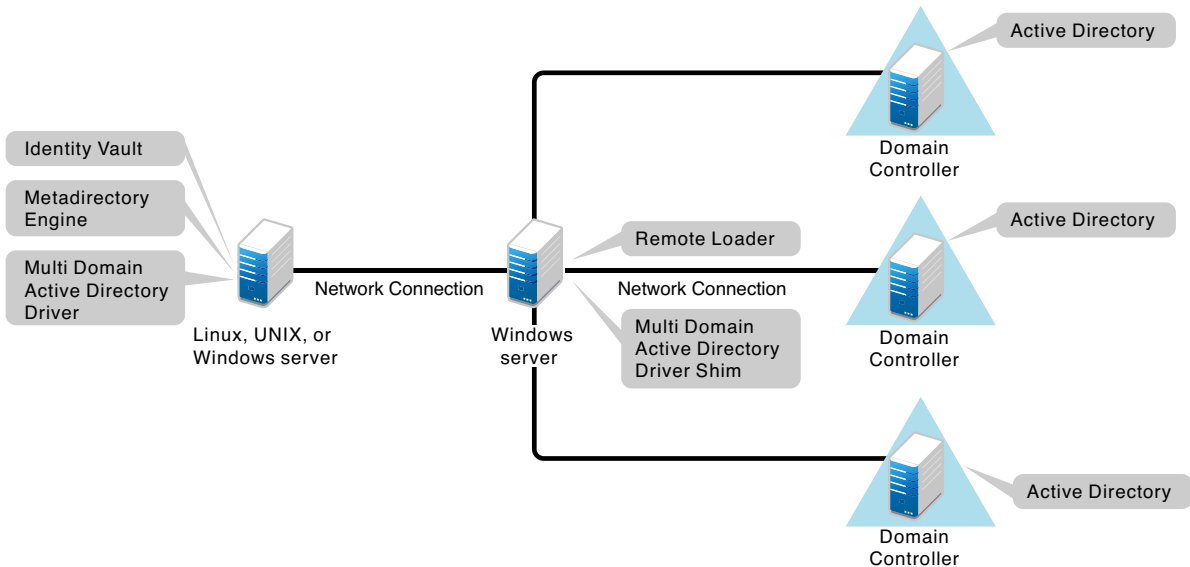 Active Directory
Domain
Controller
Identity Vault
Metadirectory
Engine
Multi Domain
Active Directory
Driver
Linux, UNIX, or
Windows server
Network Connection
Windows
server
Remote Loader
Network Connection
Multi Domain
Active Directory
Driver Shim
Active Directory
Domain
Controller
Active Directory
Domain
Controller